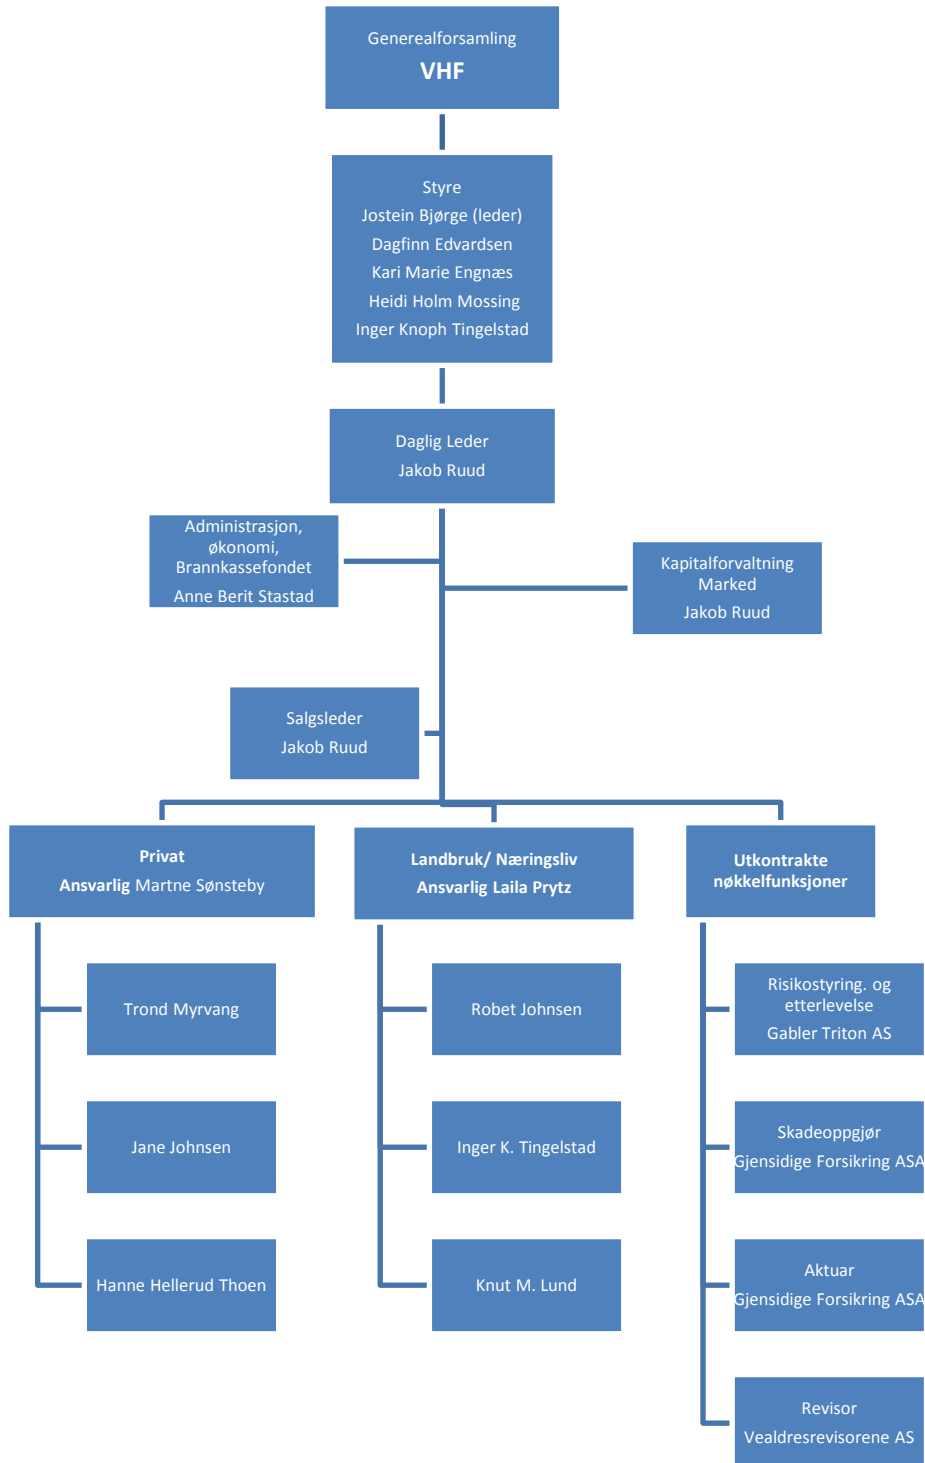 Generealforsamling
VHF
Styre
Jostein Bjørge (leder)
Dagfinn Edvardsen
Kari Marie Engnæs
Heidi Holm Mossing
Inger Knoph Tingelstad
Daglig Leder
Jakob Ruud
Administrasjon,
økonomi,
Brannkassefondet
Anne Berit Stastad
Kapitalforvaltning
Marked
Jakob Ruud
Salgsleder
Jakob Ruud
Privat
Ansvarlig Martne Sønsteby
Trond Myrvang
Jane Johnsen
Hanne Hellerud Thoen
Landbruk/ Næringsliv
Ansvarlig Laila Prytz
Robet Johnsen
Inger K. Tingelstad
Knut M. Lund
Utkontrakte
nøkkelfunksjoner
Risikostyring. og
etterlevelse
Gabler Triton AS
Skadeoppgjør
Gjensidige Forsikring ASA
Aktuar
Gjensidige Forsikring ASA
Revisor
Vealdresrevisorene AS